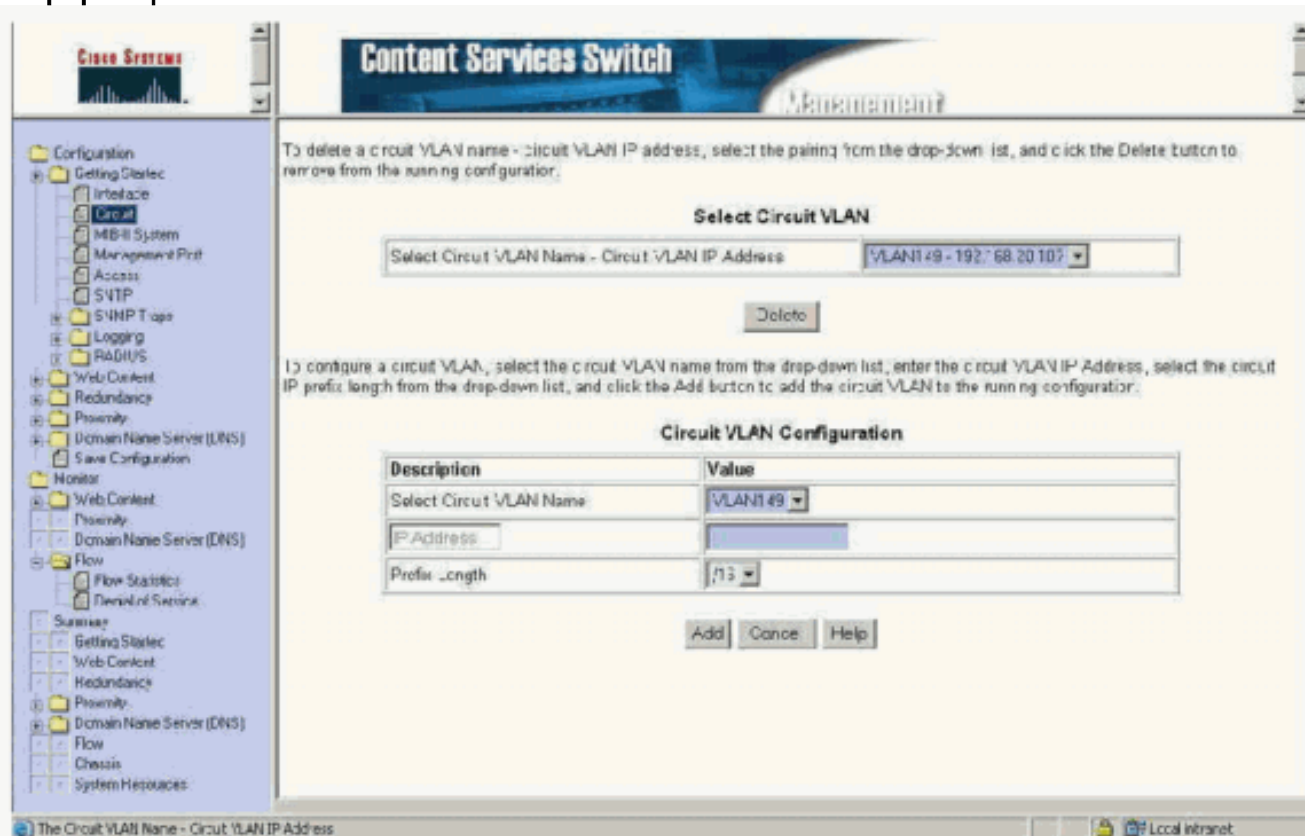 CISCO SYSTEMS
Content Services Switch
Management
Configuration
Getting Started
Interface
Circuit
MIB-II System
Management Port
Access
SNTP
SNMP Traps
Logging
RADIUS
Web Content
Redundancy
Proximity
Domain Name Server (DNS)
Save Configuration
Monitor
Web Content
Proximity
Domain Name Server (DNS)
Flow
Flow Statistics
Denial of Service
Summary
Getting Started
Web Content
Redundancy
Proximity
Domain Name Server (DNS)
Flow
Chassis
System Resources
To delete a circuit VLAN name - circuit VLAN IP address, select the pairing from the drop-down list, and click the Delete button to
remove from the running configuration.
Select Circuit VLAN
Select Circuit VLAN Name - Circuit VLAN IP Address
VLAN149 - 192.168.20.107
Delete
To configure a circuit VLAN, select the circuit VLAN name from the drop-down list, enter the circuit VLAN IP Address, select the circuit
IP prefix length from the drop-down list, and click the Add button to add the circuit VLAN to the running configuration.
Circuit VLAN Configuration
Description Value
Select Circuit VLAN Name VLAN149
IP Address
Prefix Length
Add Cancel Help
The Circuit VLAN Name - Circuit VLAN IP Address
Local intranet